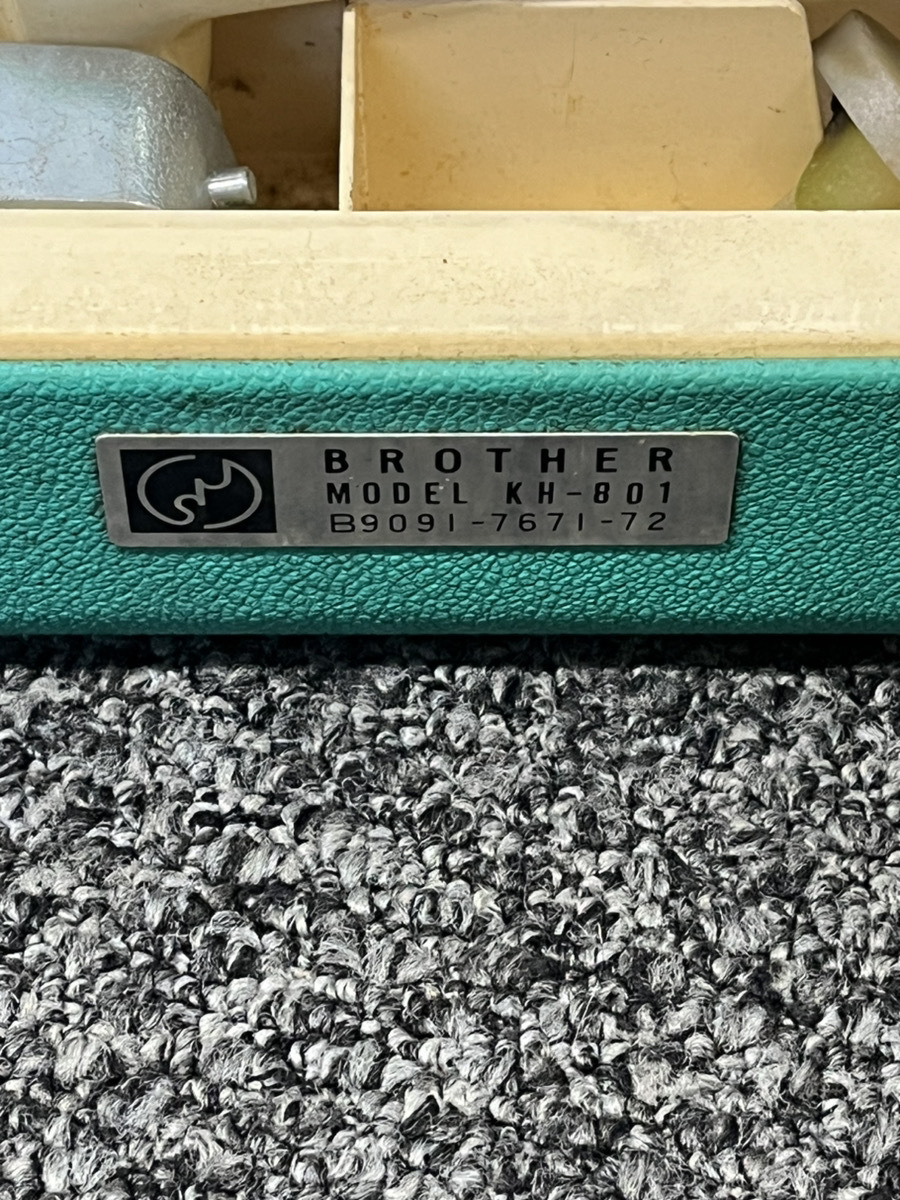 BROTHER
MODEL KH-801
B9091-7671-72